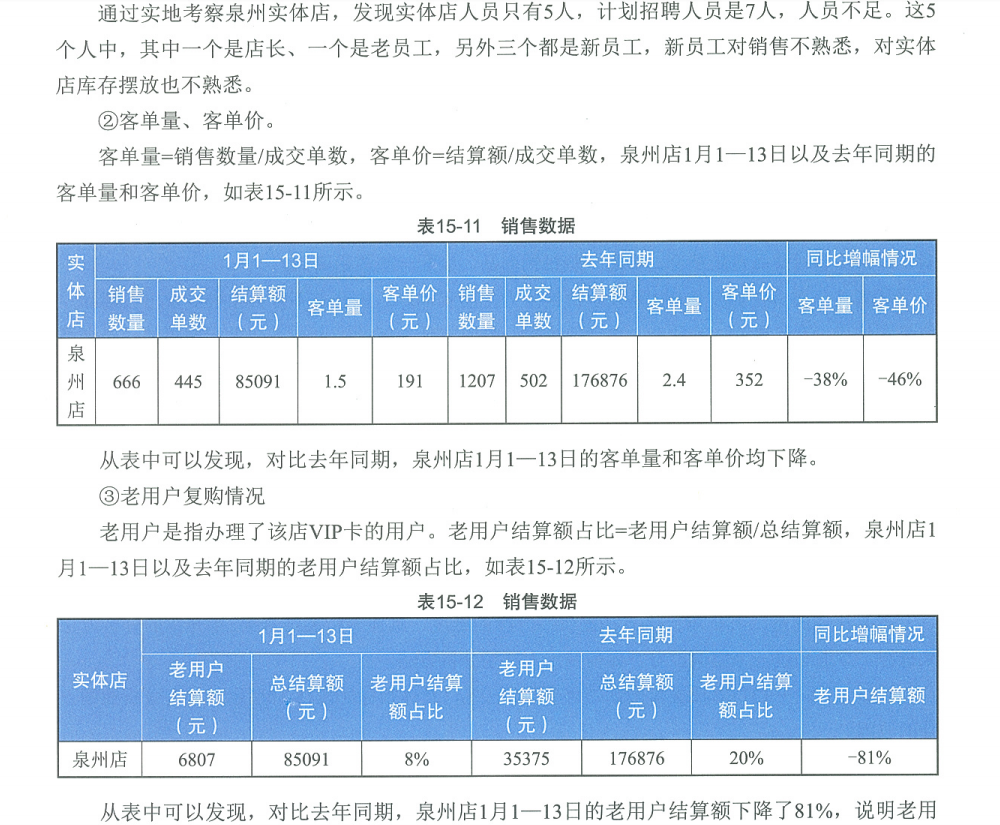 通过实地考察泉州实体店，发现实体店人员只有5人，计划招聘人员是7人，人员不足。这5
个人中，其中一个是店长、一个是老员工，另外三个都是新员工，新员工对销售不熟悉，对实体
店库存摆放也不熟悉。
②客单量、客单价。
客单量=销售数量/成交单数，客单价=结算额/成交单数，泉州店1月1—13日以及去年同期的
客单量和客单价，如表15-11所示。
表15-11 销售数据
实体店 1月1—13日 去年同期 同比增幅情况
销售数量 成交单数 结算额（元） 客单量 客单价（元） 销售数量 成交单数 结算额（元） 客单量 客单价（元） 客单量 客单价
泉州店 666 445 85091 1.5 191 1207 502 176876 2.4 352 −38% −46%
从表中可以发现，对比去年同期，泉州店1月1—13日的客单量和客单价均下降。
③老用户复购情况
老用户是指办理了该店VIP卡的用户。老用户结算额占比=老用户结算额/总结算额，泉州店1
月1—13日以及去年同期的老用户结算额占比，如表15-12所示。
表15-12 销售数据
实体店 1月1—13日 去年同期 同比增幅情况
老用户结算额（元） 总结算额（元） 老用户结算额占比 老用户结算额（元） 总结算额（元） 老用户结算额占比 老用户结算额
泉州店 6807 85091 8% 35375 176876 20% −81%
从表中可以发现，对比去年同期，泉州店1月1—13日的老用户结算额下降了81%，说明老用